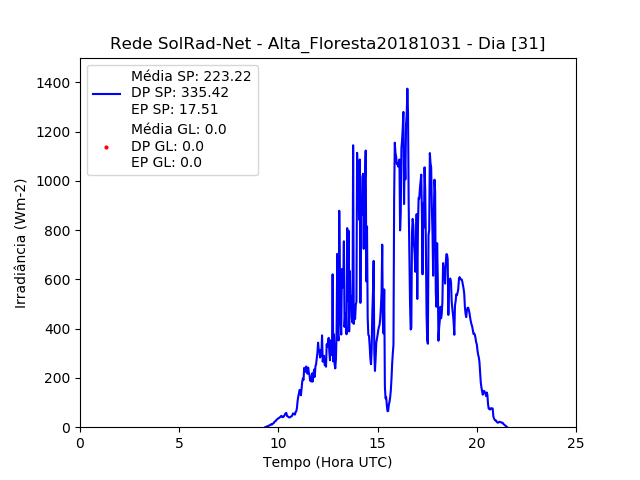 Rede SolRad-Net - Alta_Floresta20181031 - Dia [31]
Média SP: 223.22
DP SP: 335.42
EP SP: 17.51
Média GL: 0.0
DP GL: 0.0
EP GL: 0.0
1400
1200
1000
800
600
400
200
0
Irradiância (Wm-2)
0 5 10 15 20 25
Tempo (Hora UTC)